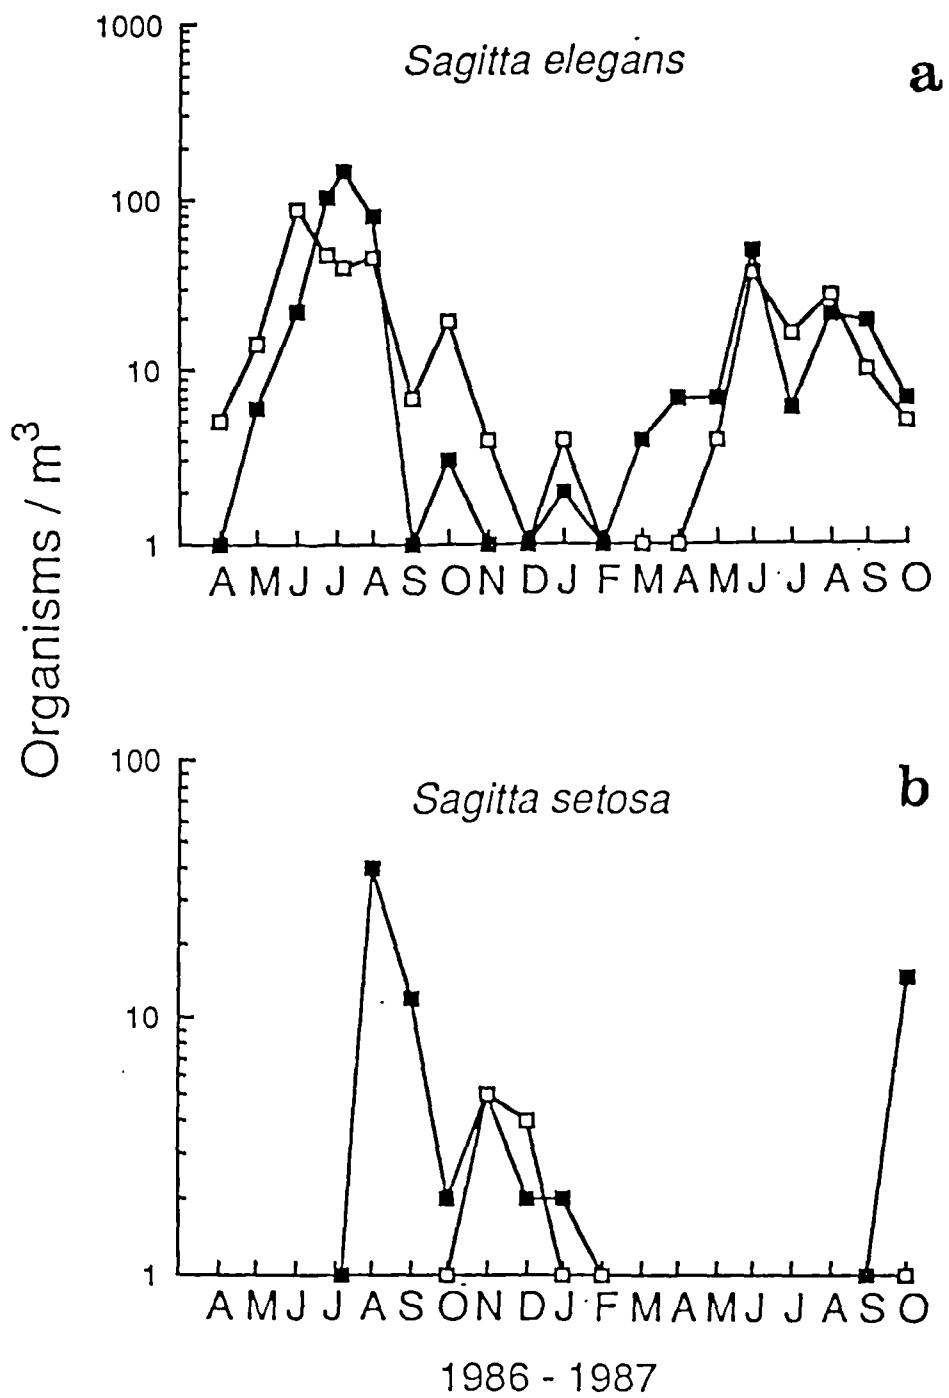 1000
Sagitta elegans
a
100
10
1
A M J J A S O N D J F M A M J J A S O
Organisms / m³
100
Sagitta setosa
b
10
1
A M J J A S O N D J F M A M J J A S O
1986 - 1987